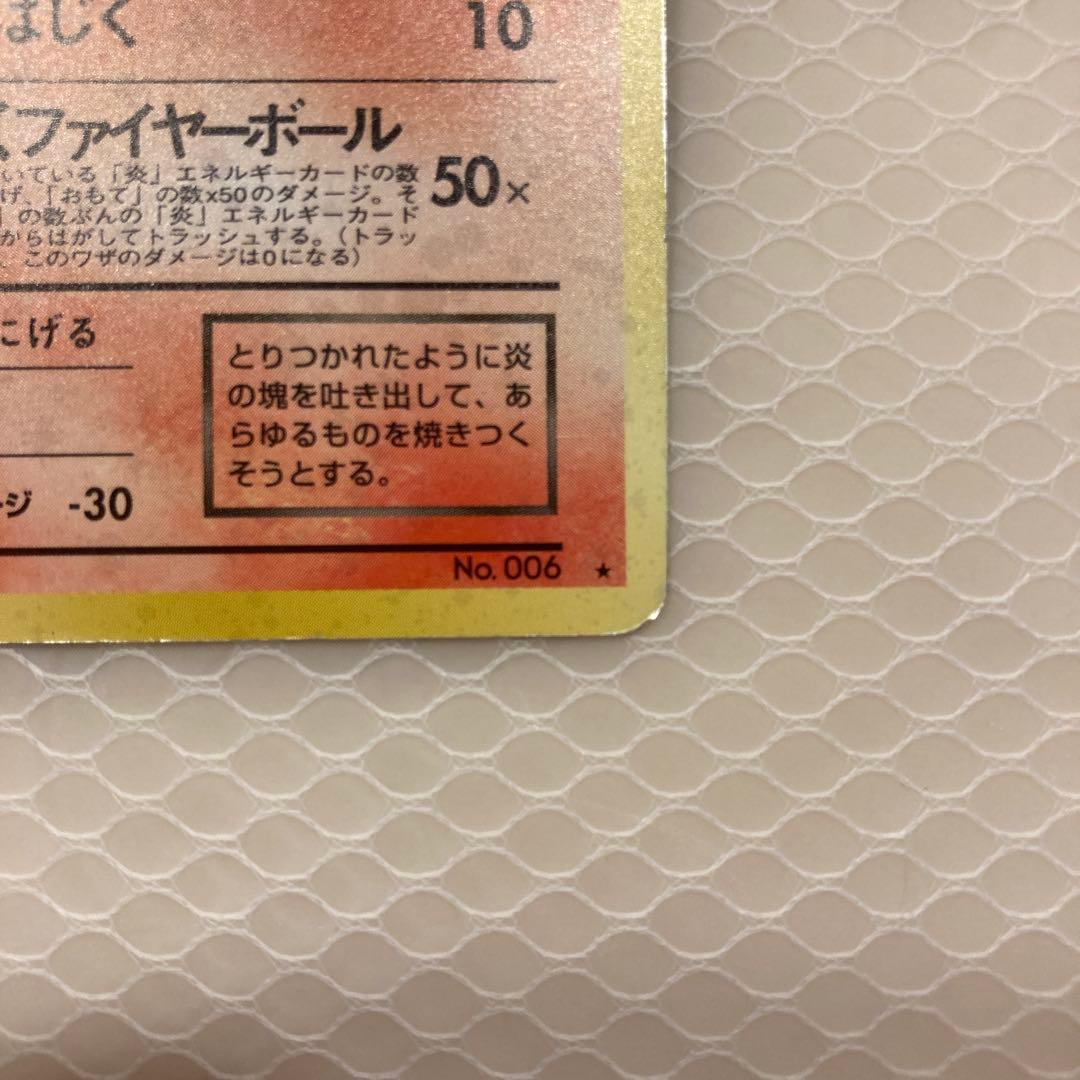 はじく 10
ファイヤーボール
いている「炎」エネルギーカードの数 50×
げ、「おもて」の数x50のダメージ。そ
」の数ぶんの「炎」エネルギーカード
からはがしてトラッシュする。(トラッ
、このワザのダメージは0になる)
にげる
とりつかれたように炎
の塊を吐き出して、あ
らゆるものを焼きつく
そうとする。
ージ -30
No. 006 ★